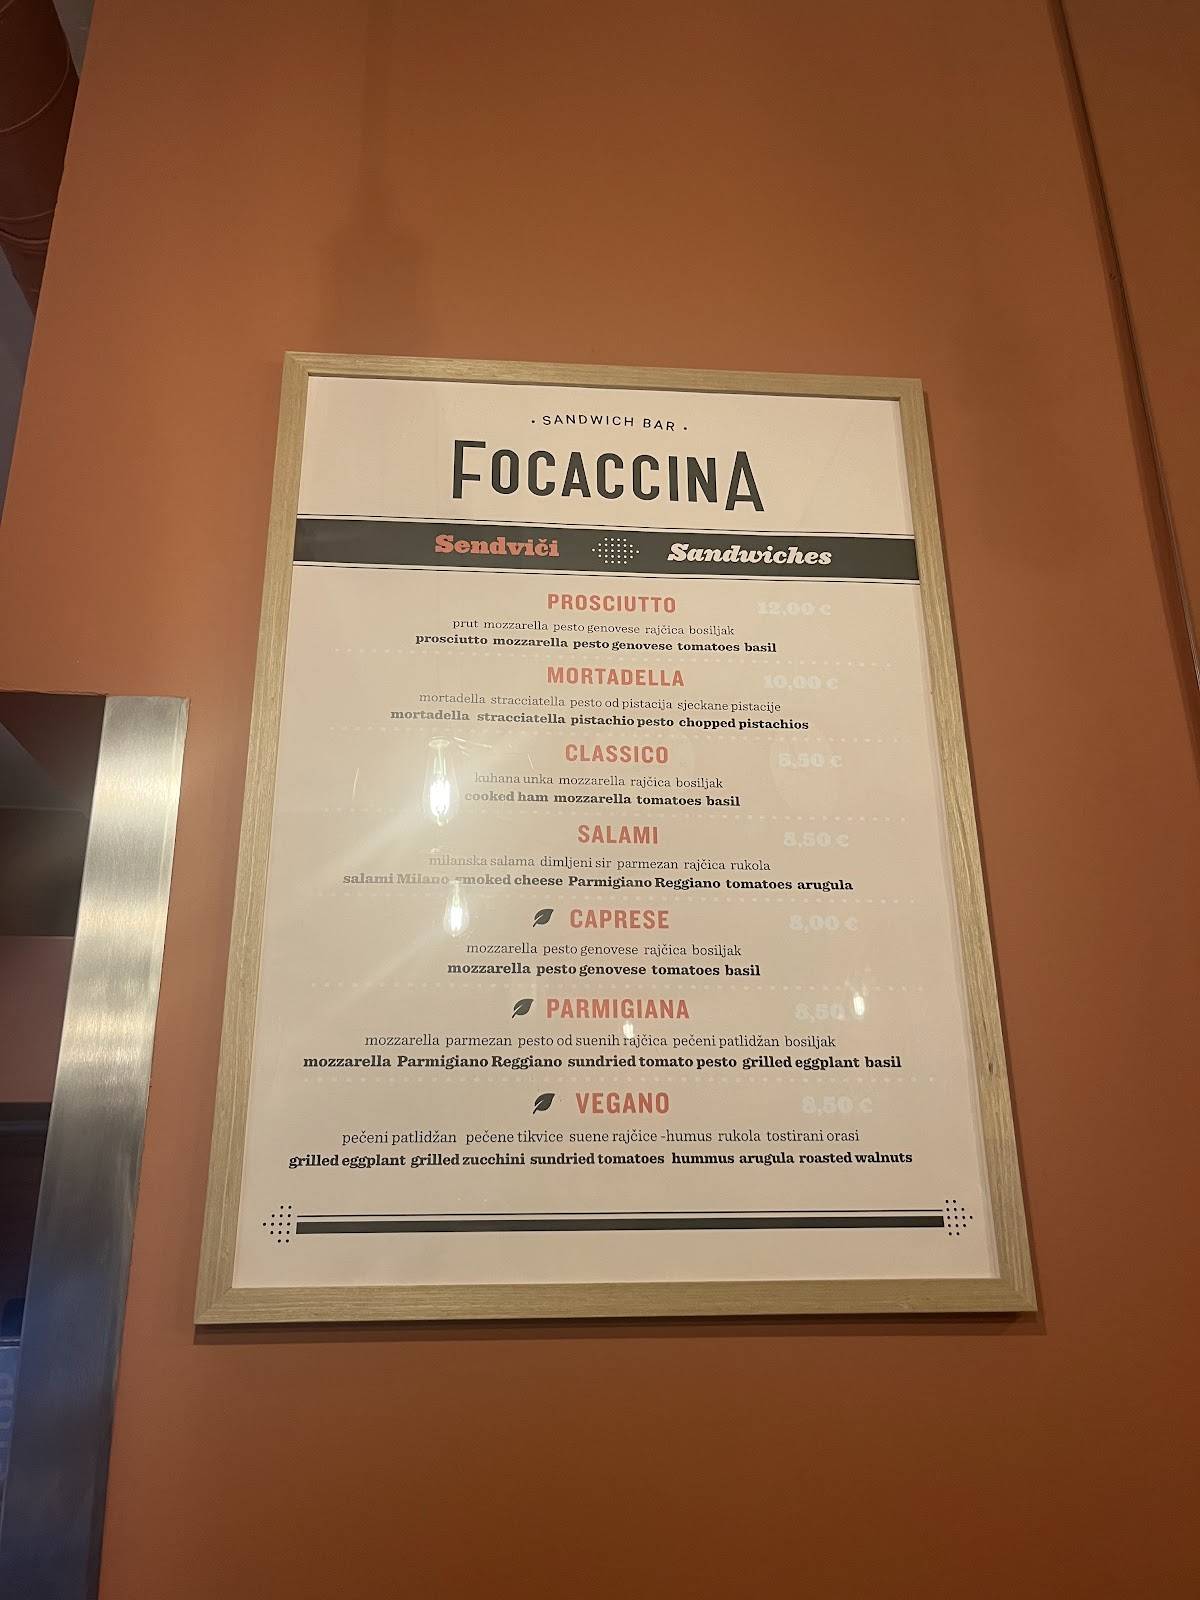 · SANDWICH BAR ·
FOCACCINA
Sendviči Sandwiches
PROSCIUTTO 12,00 €
prut mozzarella pesto genovese rajčica bosiljak
prosciutto mozzarella pesto genovese tomatoes basil
MORTADELLA 10,00 €
mortadella stracciatella pesto od pistacija sjeckane pistacije
mortadella stracciatella pistachio pesto chopped pistachios
CLASSICO
kuhana unka mozzarella rajčica bosiljak
cooked ham mozzarella tomatoes basil
SALAMI 8,50 €
milanska salama dimljeni sir parmezan rajčica rukola
salami Milano smoked cheese Parmigiano Reggiano tomatoes arugula
CAPRESE 8,00 €
mozzarella pesto genovese rajčica bosiljak
mozzarella pesto genovese tomatoes basil
PARMIGIANA 8,50
mozzarella parmezan pesto od suenih rajčica pečeni patlidžan bosiljak
mozzarella Parmigiano Reggiano sundried tomato pesto grilled eggplant basil
VEGANO 8,50 €
pečeni patlidžan pečene tikvice suene rajčice -humus rukola tostirani orasi
grilled eggplant grilled zucchini sundried tomatoes hummus arugula roasted walnuts